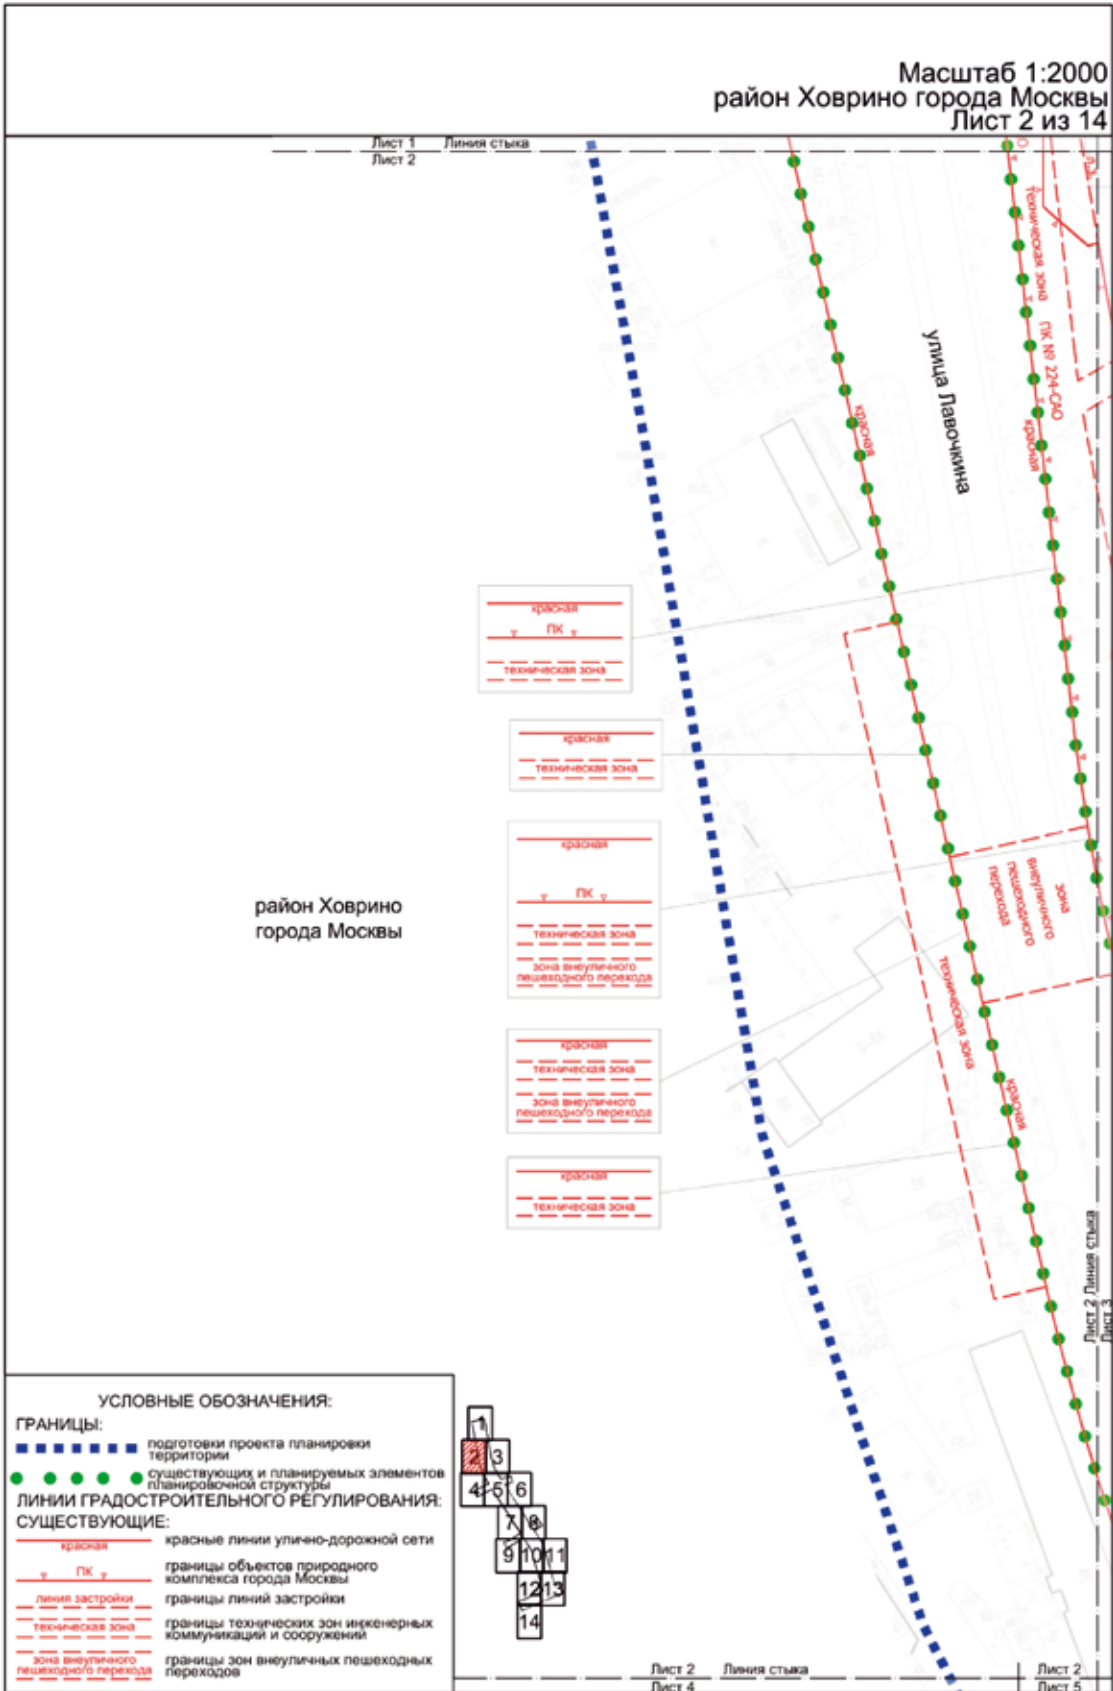 Масштаб 1:2000
район Ховрино города Москвы
Лист 2 из 14
Лист 1 Линия стыка
Лист 2
техническая зона
ПК № 224-САО
красная
улица Лавочкина
красная
красная
ПК
техническая зона
красная
техническая зона
красная
ПК
техническая зона
зона внеуличного
пешеходного перехода
зона
внеуличного
пешеходного
перехода
район Ховрино
города Москвы
техническая зона
красная
техническая зона
зона внеуличного
пешеходного перехода
красная
красная
техническая зона
Лист 2 Линия стыка
Лист 3
УСЛОВНЫЕ ОБОЗНАЧЕНИЯ:
ГРАНИЦЫ:
подготовки проекта планировки
территории
существующих и планируемых элементов
планировочной структуры
ЛИНИИ ГРАДОСТРОИТЕЛЬНОГО РЕГУЛИРОВАНИЯ:
СУЩЕСТВУЮЩИЕ:
красная красные линии улично-дорожной сети
ПК границы объектов природного
комплекса города Москвы
линия застройки границы линий застройки
техническая зона границы технических зон инженерных
коммуникаций и сооружений
зона внеуличного границы зон внеуличных пешеходных
пешеходного перехода переходов
1
2 3
4 5 6
7 8
9 10 11
12 13
14
Лист 2 Линия стыка Лист 2
Лист 4 Лист 5